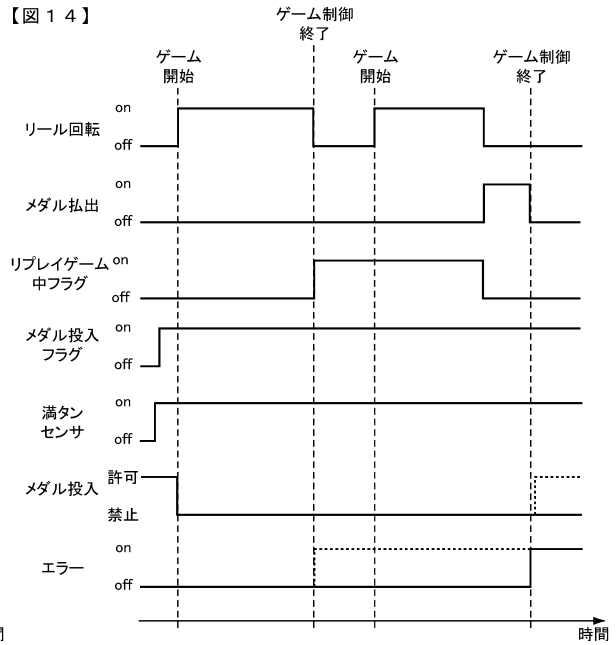 【図１４】
ゲーム制御
終了
ゲーム
開始
ゲーム
開始
ゲーム制御
終了
リール回転
on
off
メダル払出
on
off
リプレイゲーム
中フラグ
on
off
メダル投入
フラグ
on
off
満タン
センサ
on
off
メダル投入
許可
禁止
エラー
on
off
時間